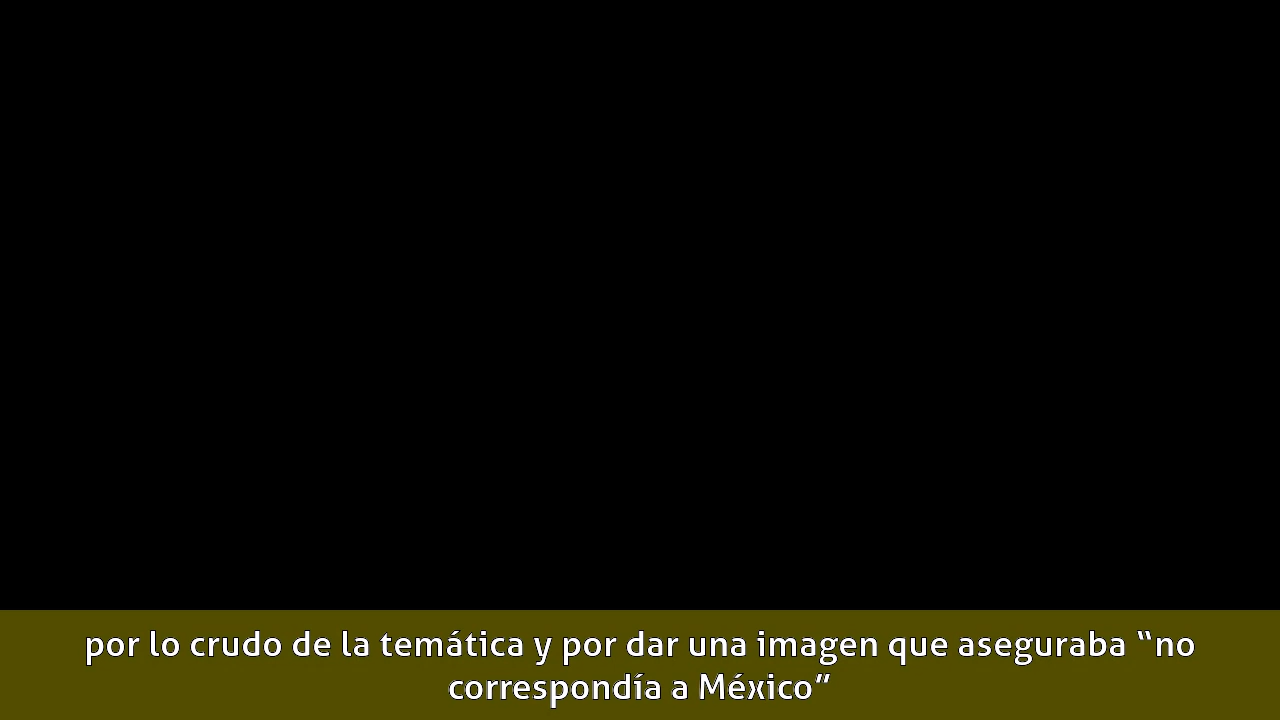 por lo crudo de la temática y por dar una imagen que aseguraba “no
correspondía a México”